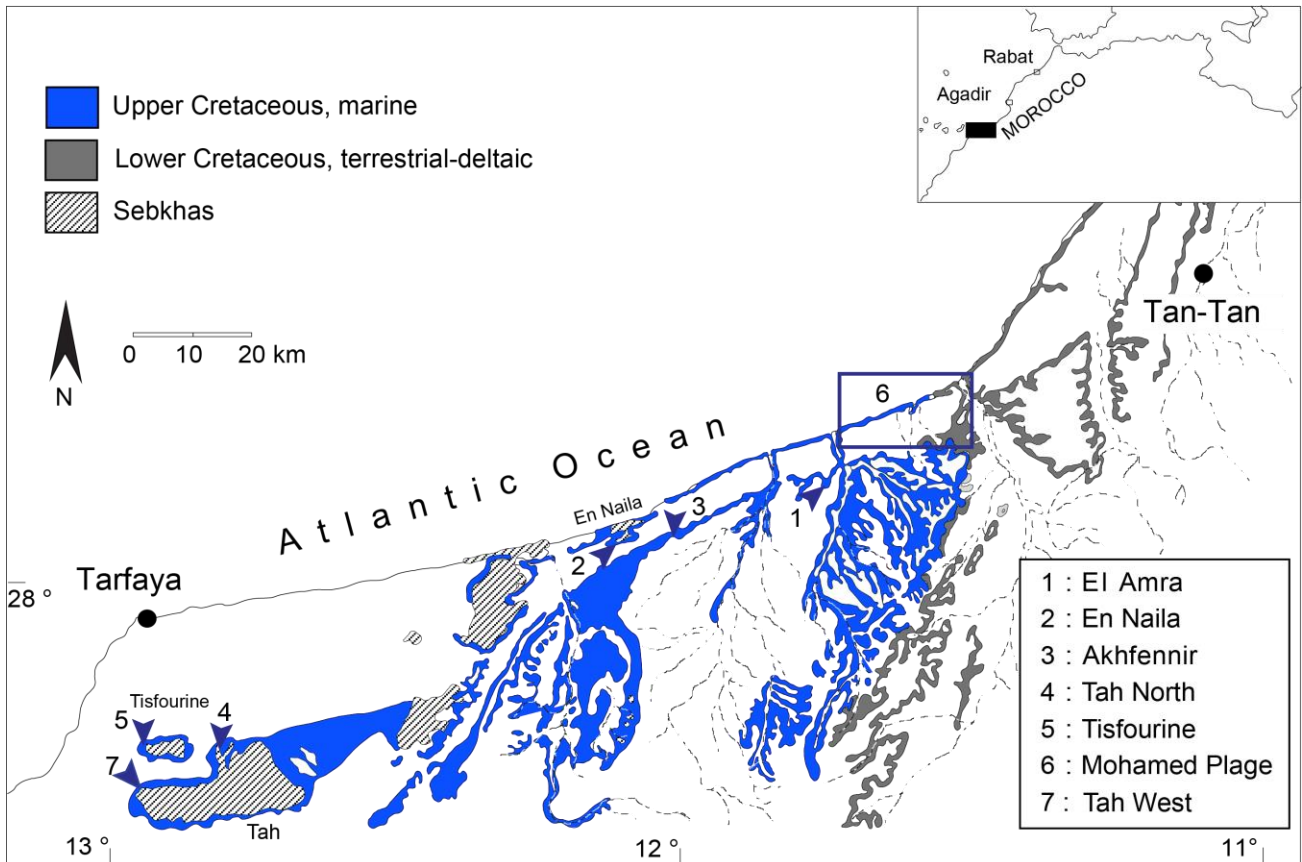 Rabat
Agadir
MOROCCO
Upper Cretaceous, marine
Lower Cretaceous, terrestrial-deltaic
Sebkhas
N
0 10 20 km
Tan-Tan
Atlantic Ocean
6
En Naila
3
1
2
28 °
Tarfaya
Tisfourine
5
4
7
Tah
1 : El Amra
2 : En Naila
3 : Akhfennir
4 : Tah North
5 : Tisfourine
6 : Mohamed Plage
7 : Tah West
13 °
12 °
11°